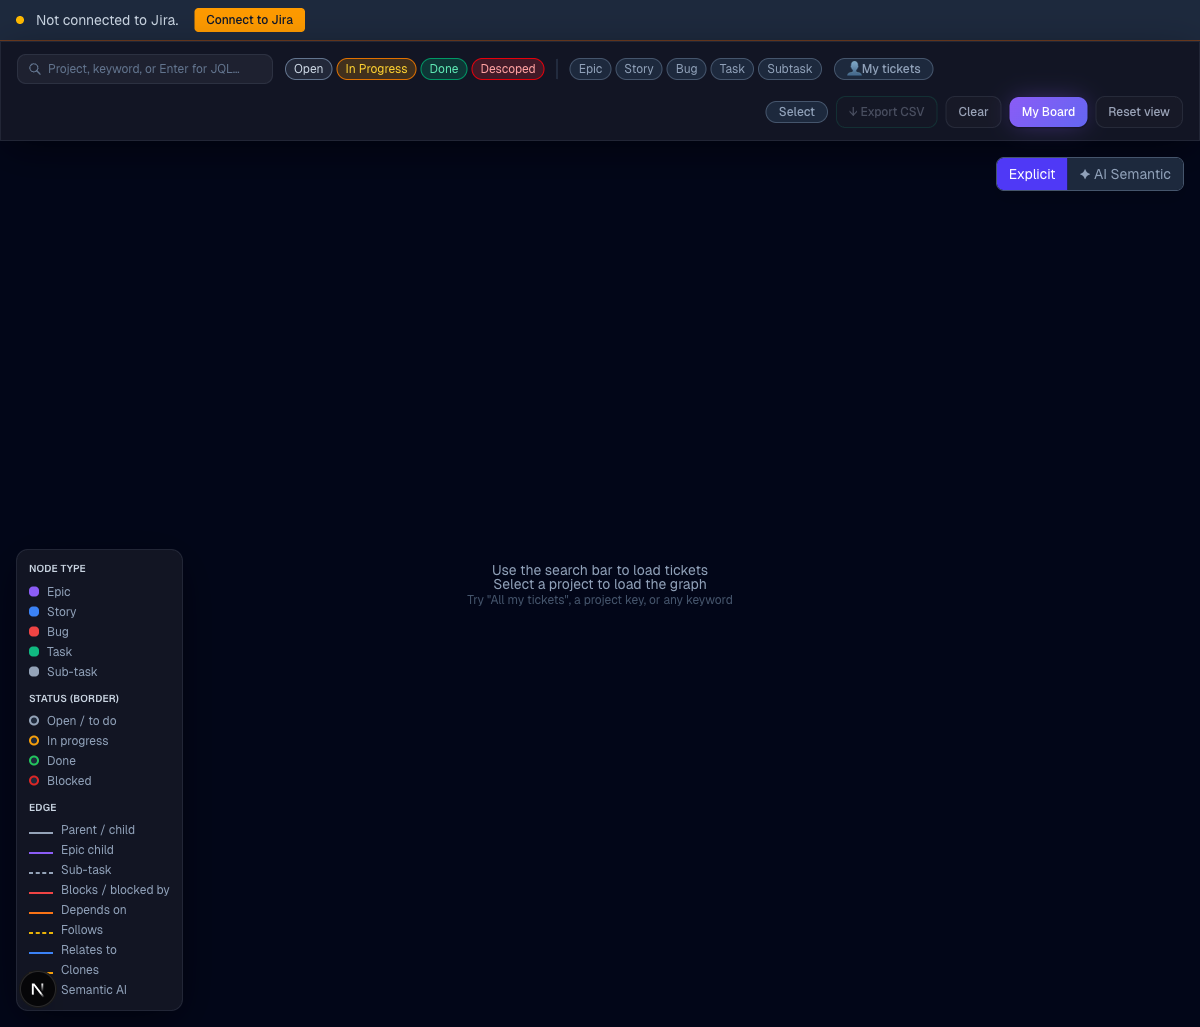 Not connected to Jira.
Connect to Jira
Project, keyword, or Enter for JQL...
Open
In Progress
Done
Descoped
Epic
Story
Bug
Task
Subtask
My tickets
Select
↓ Export CSV
Clear
My Board
Reset view
Explicit
✦ AI Semantic
Use the search bar to load tickets
Select a project to load the graph
Try "All my tickets", a project key, or any keyword
NODE TYPE
Epic
Story
Bug
Task
Sub-task
STATUS (BORDER)
Open / to do
In progress
Done
Blocked
EDGE
Parent / child
Epic child
Sub-task
Blocks / blocked by
Depends on
Follows
Relates to
Clones
Semantic AI
N